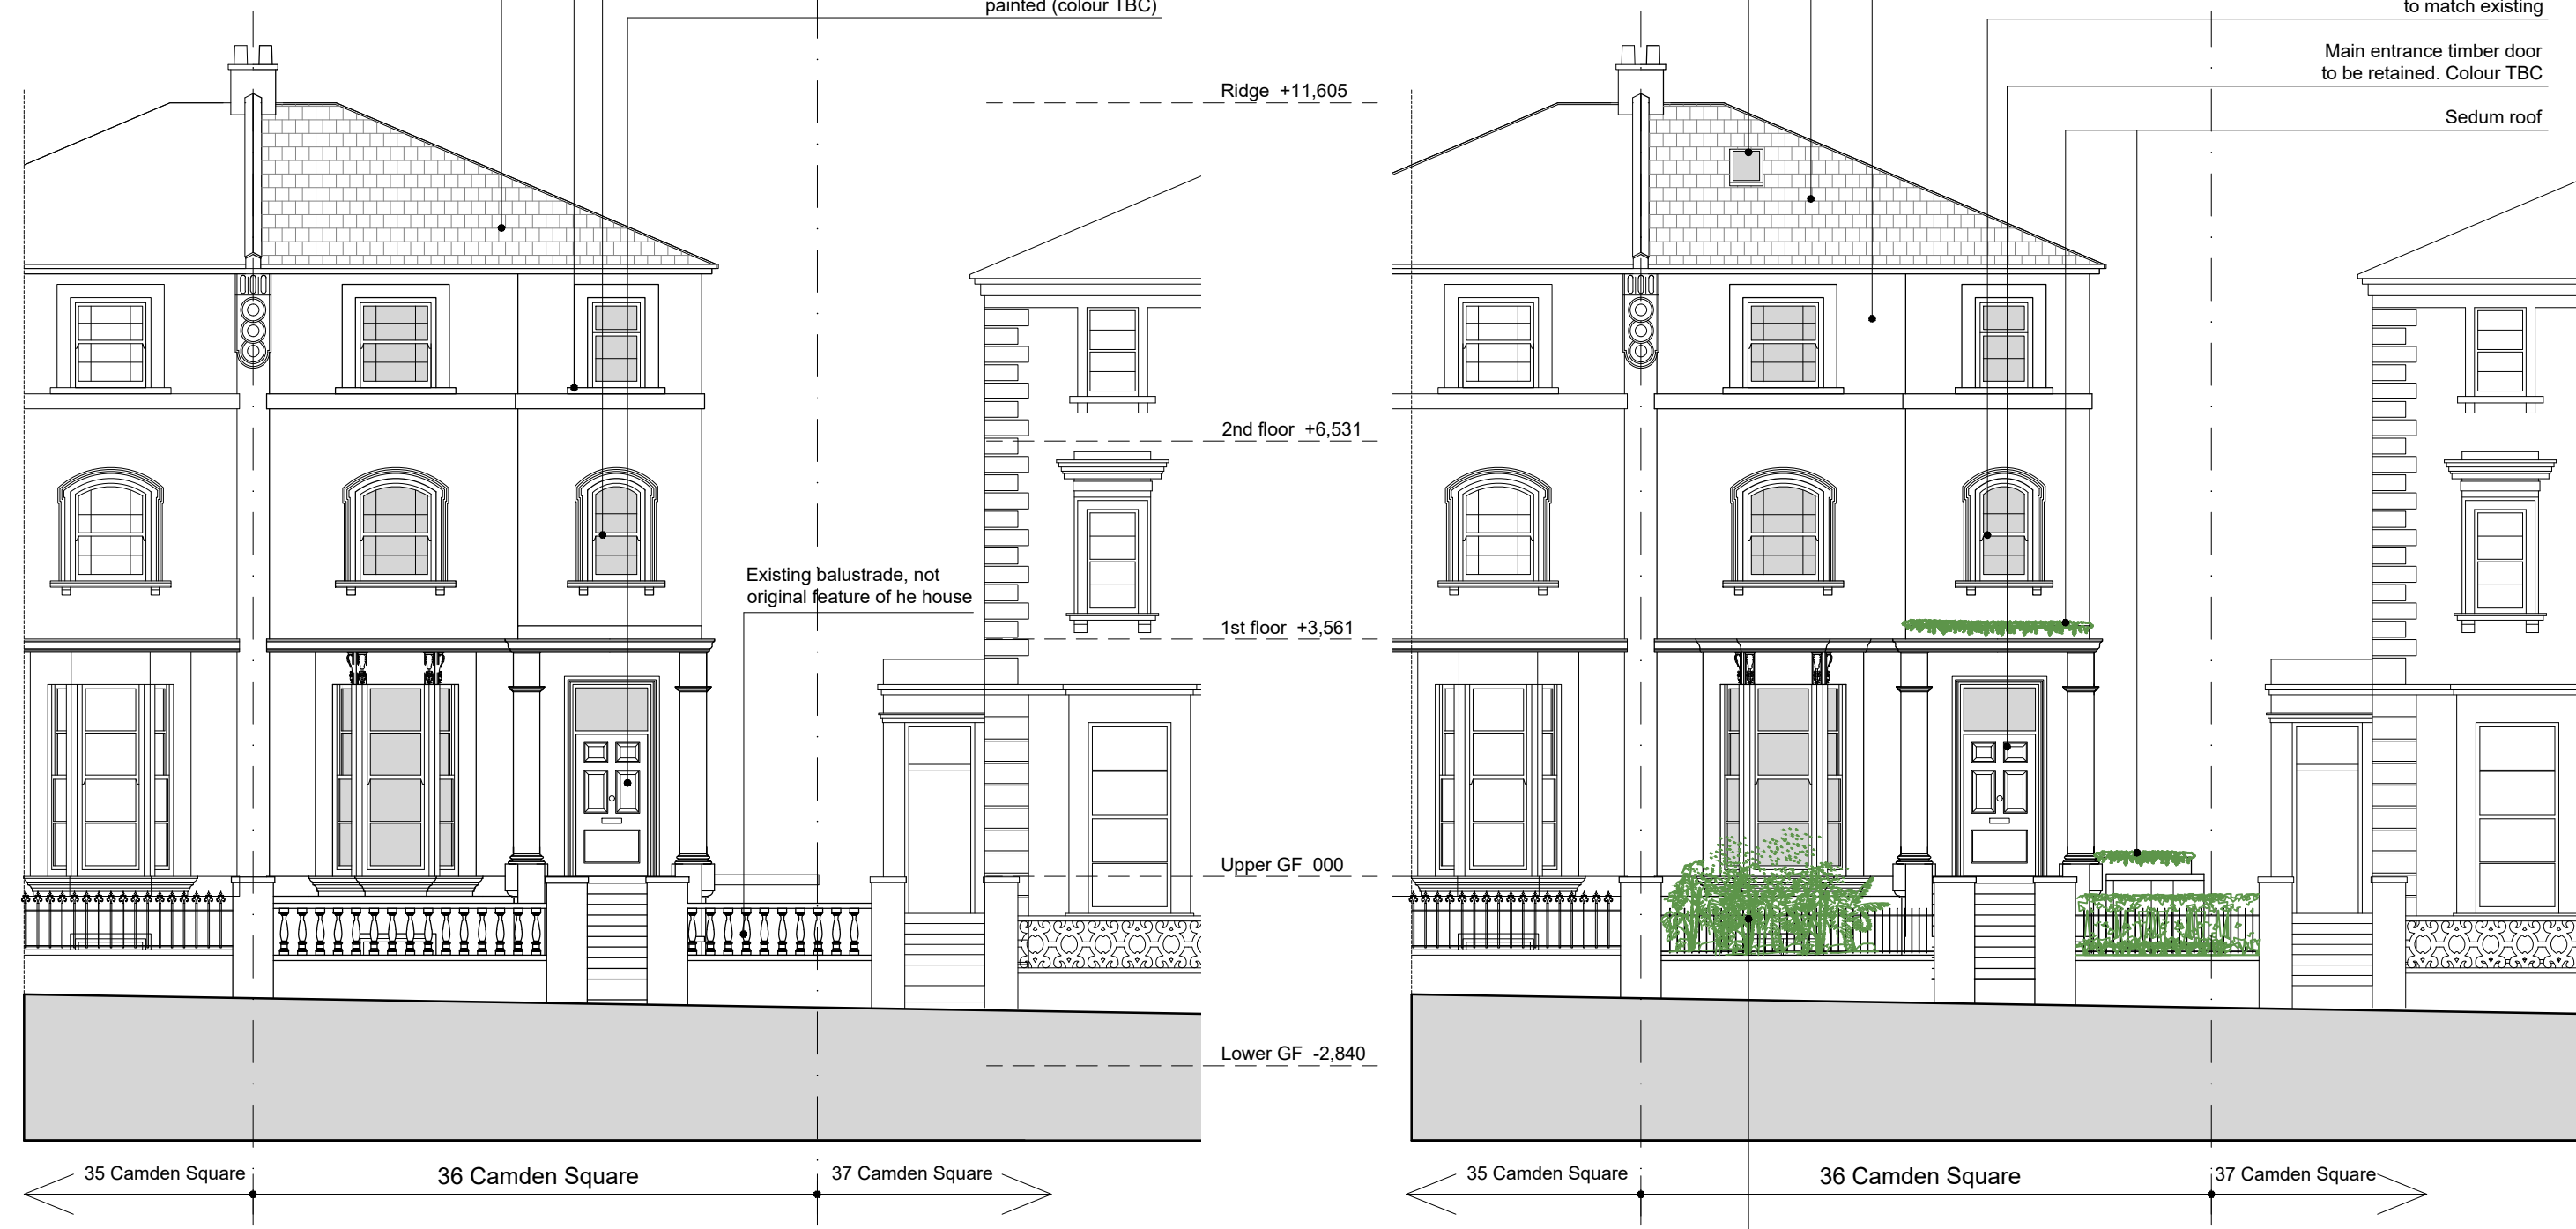 painted (colour TBC)
to match existing
Main entrance timber door
to be retained. Colour TBC
Sedum roof
Ridge +11,605
2nd floor +6,531
Existing balustrade, not
original feature of he house
1st floor +3,561
Upper GF 000
Lower GF -2,840
35 Camden Square
36 Camden Square
37 Camden Square
35 Camden Square
36 Camden Square
37 Camden Square